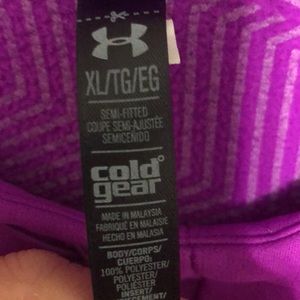 XL/TG/EG
SEMI-FITTED
COUPE SEMI-AJUSTÉE
SEMICEÑIDO
cold
gear
MADE IN MALAYSIA
FABRIQUÉ EN MALAISIE
HECHO EN MALASIA
BODY/CORPS/
CUERPO:
100% POLYESTER/
POLYESTER/
POLIÉSTER
INSERT/